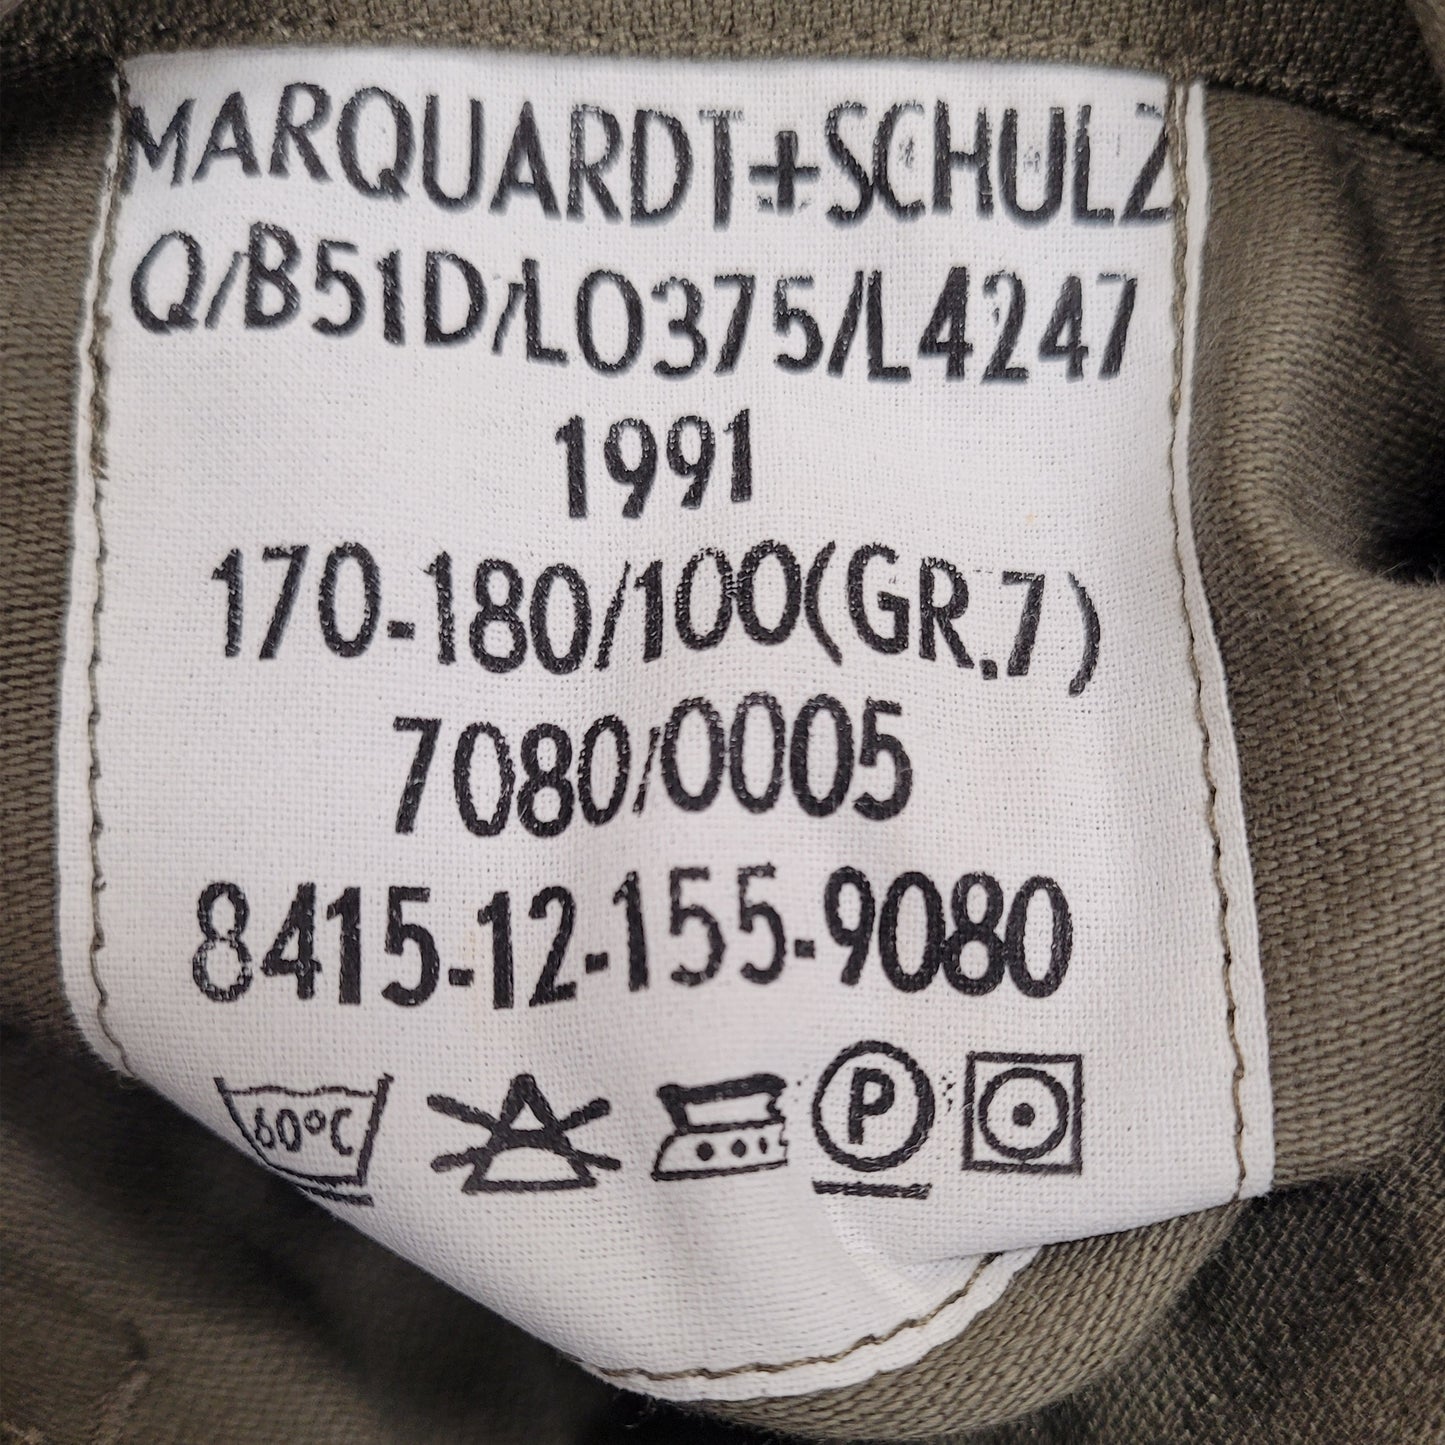 MARQUARDT+SCHULZ
Q/B51D/L0375/L4247
1991
170-180/100(GR.7)
7080/0005
8415-12-155-9080
60°C P